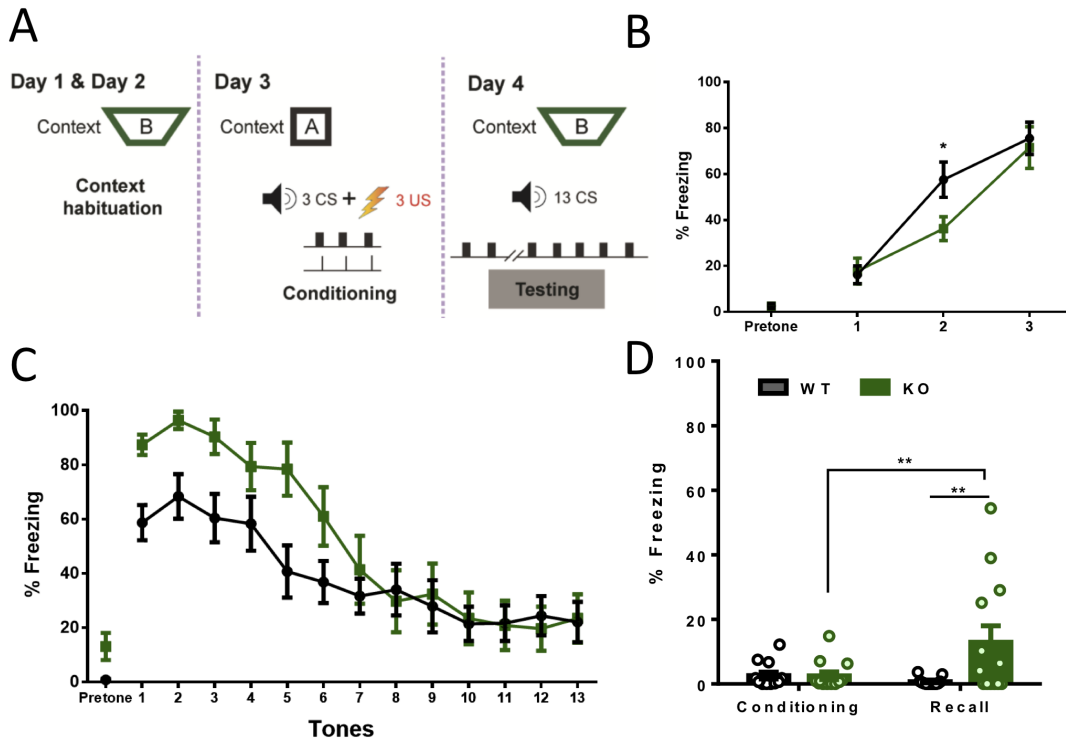 A
Day 1 & Day 2
Context B
Context
habituation
Day 3
Context A
3 CS + 3 US
Conditioning
Day 4
Context B
13 CS
Testing
B
% Freezing
100
80
60
40
20
0
*
Pretone 1 2 3
C
% Freezing
100
80
60
40
20
0
Pretone 1 2 3 4 5 6 7 8 9 10 11 12 13
Tones
D
WT KO
% Freezing
100
80
60
40
20
0
**
**
Conditioning Recall